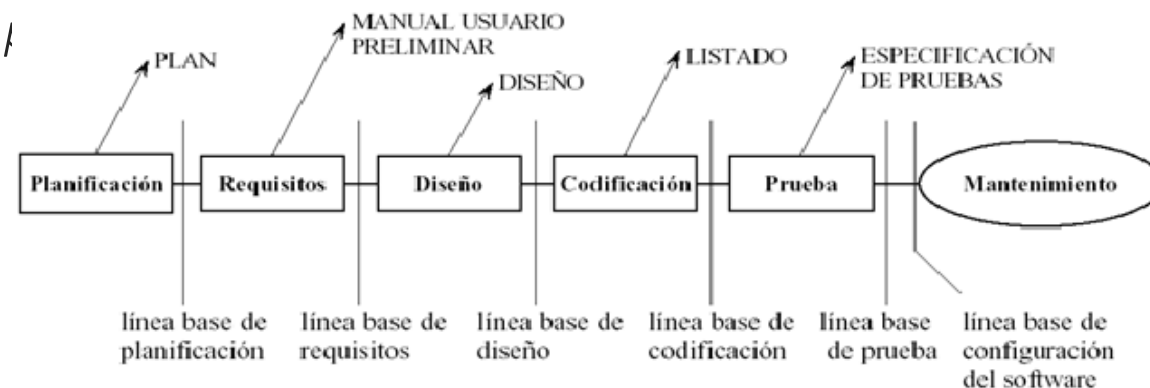 MANUAL USUARIO
PRELIMINAR
PLAN
DISEÑO
LISTADO
ESPECIFICACIÓN
DE PRUEBAS
Planificación
Requisitos
Diseño
Codificación
Prueba
Mantenimiento
línea base de
planificación
línea base de
requisitos
línea base de
diseño
línea base de
codificación
línea base
de prueba
línea base de
configuración
del software